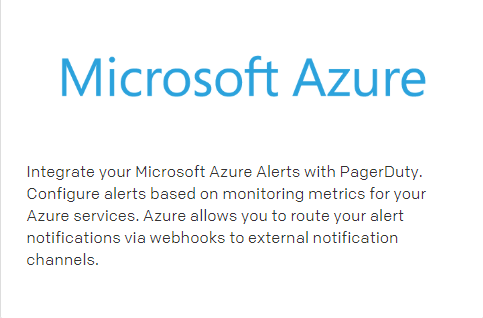 Microsoft Azure
Integrate your Microsoft Azure Alerts with PagerDuty.
Configure alerts based on monitoring metrics for your
Azure services. Azure allows you to route your alert
notifications via webhooks to external notification
channels.